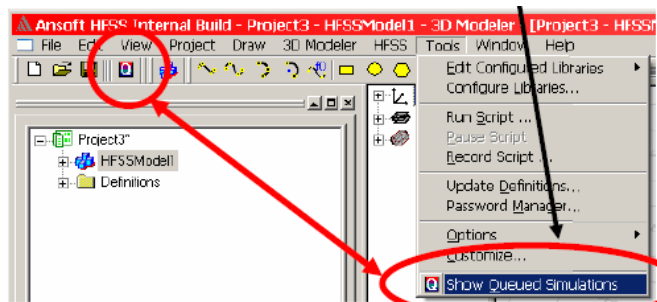 Ansoft HFSS Internal Build - Project3 - HFSSModel1 - 3D Modeler - [Project3 - HFSSM
File Edit View Project Draw 3D Modeler HFSS Tools Window Help
Project3*
HFSSModel1
Definitions
Edit Configured Libraries
Configure Libraries...
Run Script ...
Pause Script
Record Script ...
Update Definitions...
Password Manager...
Options
Customize...
Q Show Queued Simulations